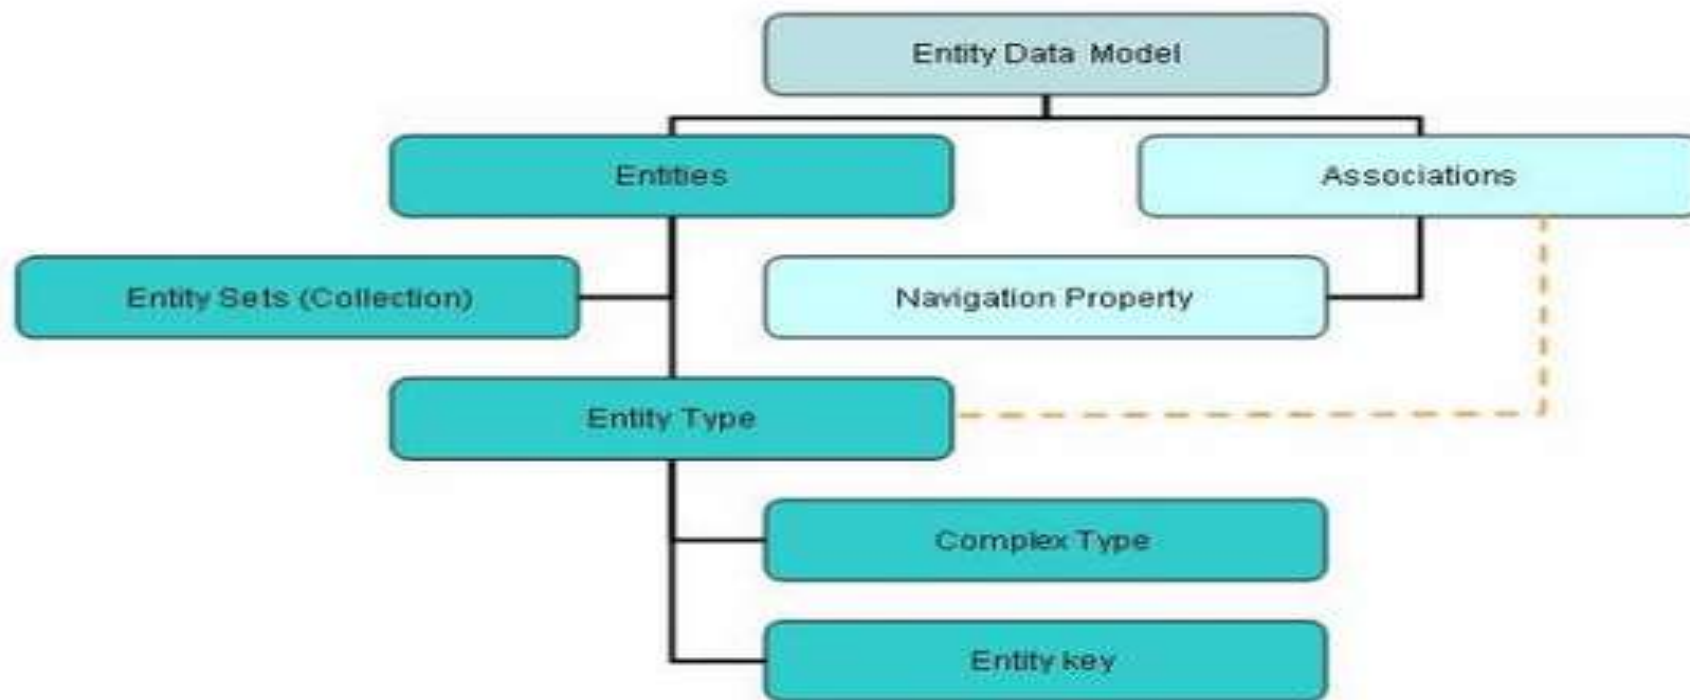 Entity Data Model
Entities
Associations
Entity Sets (Collection)
Navigation Property
Entity Type
Complex Type
Entity key